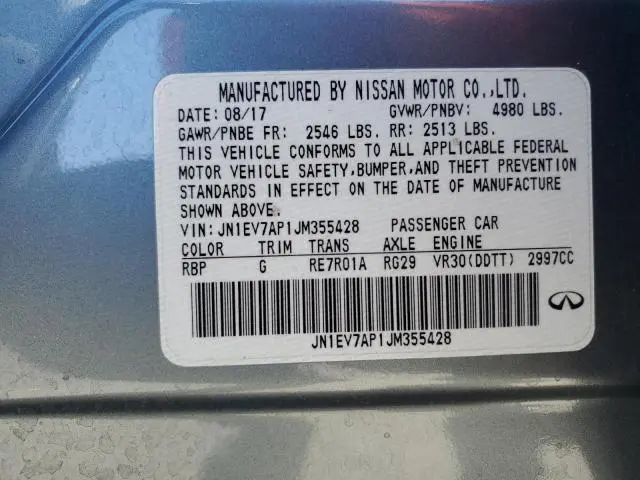 MANUFACTURED BY NISSAN MOTOR CO.,LTD.
DATE: 08/17 GVWR/PNBV: 4980 LBS.
GAWR/PNBE FR: 2546 LBS. RR: 2513 LBS.
THIS VEHICLE CONFORMS TO ALL APPLICABLE FEDERAL
MOTOR VEHICLE SAFETY,BUMPER,AND THEFT PREVENTION
STANDARDS IN EFFECT ON THE DATE OF MANUFACTURE
SHOWN ABOVE.
VIN:JN1EV7AP1JM355428 PASSENGER CAR
COLOR TRIM TRANS AXLE ENGINE
RBP G RE7R01A RG29 VR30(DDTT) 2997CC
JN1EV7AP1JM355428